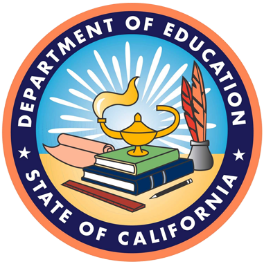 DEPARTMENT OF EDUCATION
STATE OF CALIFORNIA